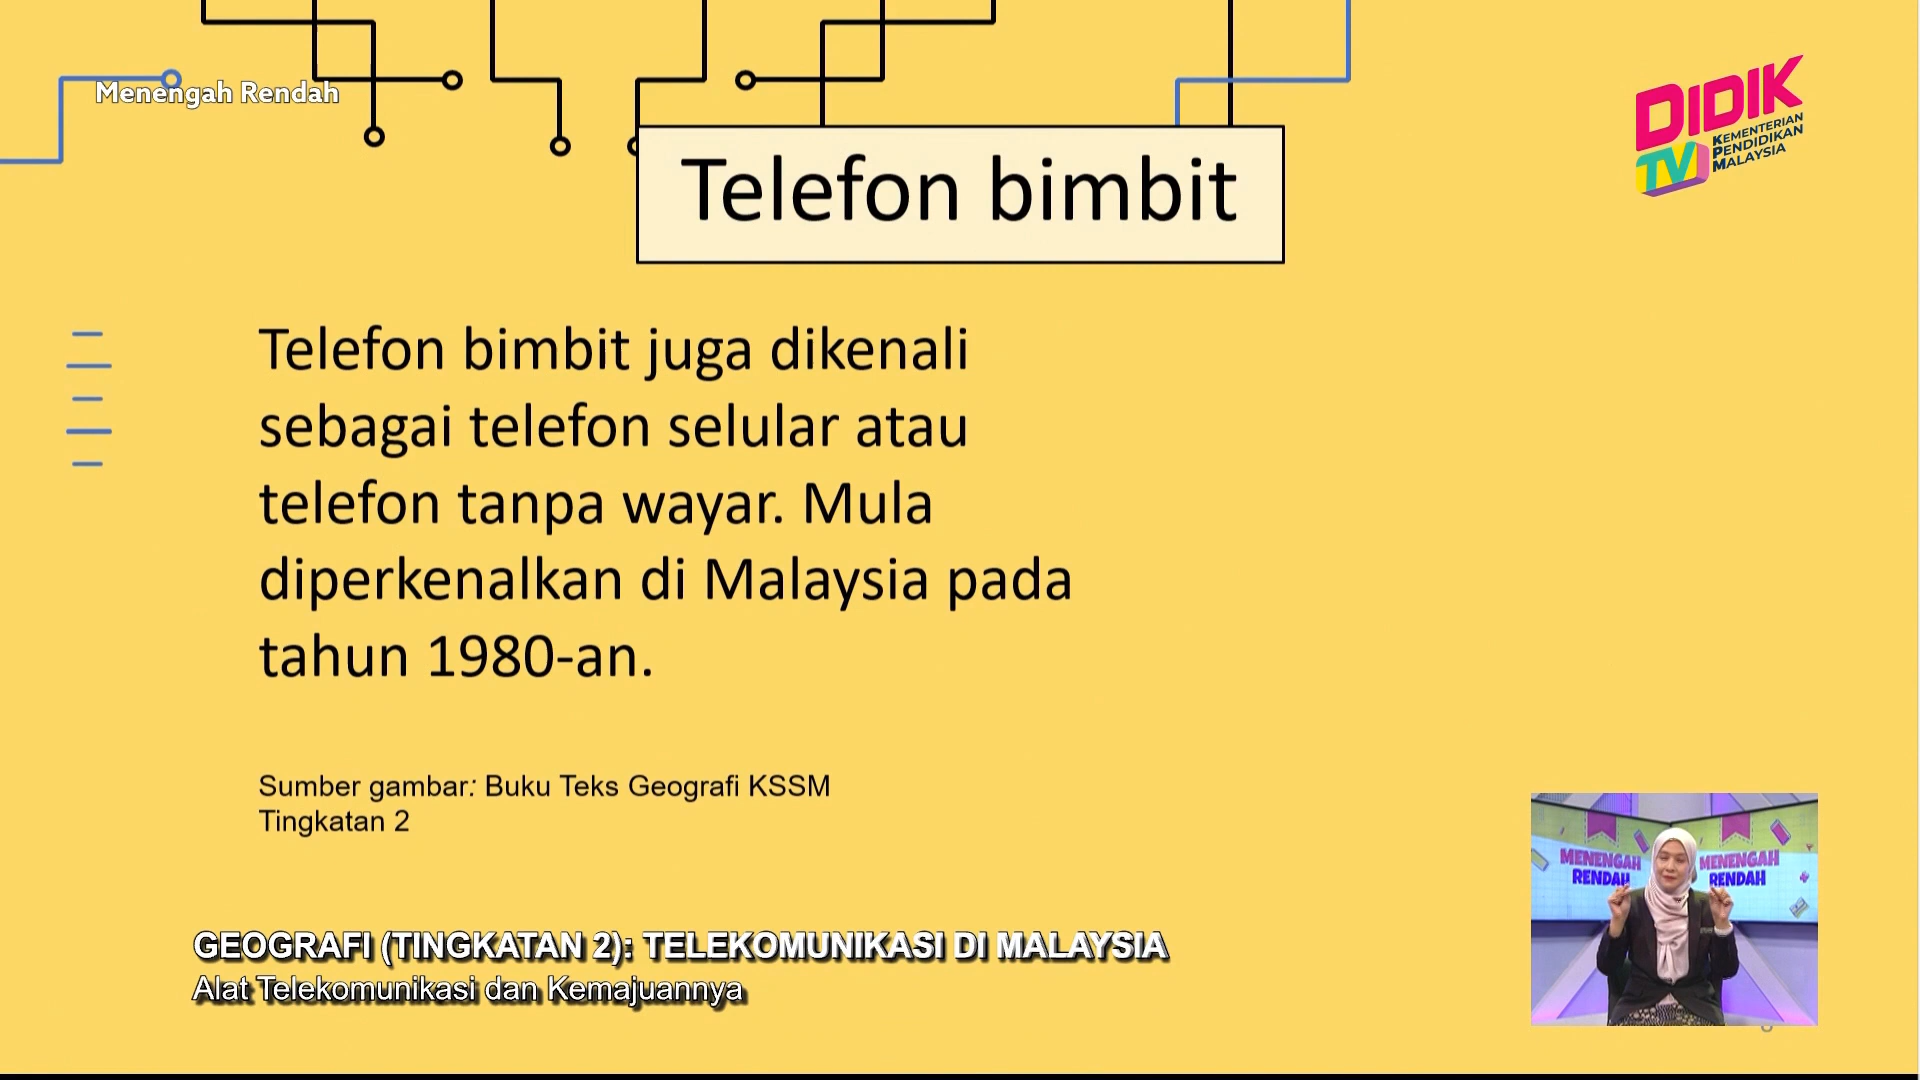 Menengah Rendah
DIDIK
TV
KEMENTERIAN
PENDIDIKAN
MALAYSIA
Telefon bimbit
Telefon bimbit juga dikenali
sebagai telefon selular atau
telefon tanpa wayar. Mula
diperkenalkan di Malaysia pada
tahun 1980-an.
Sumber gambar: Buku Teks Geografi KSSM
Tingkatan 2
MENENGAH
RENDAH
MENENGAH
RENDAH
GEOGRAFI (TINGKATAN 2): TELEKOMUNIKASI DI MALAYSIA
Alat Telekomunikasi dan Kemajuannya